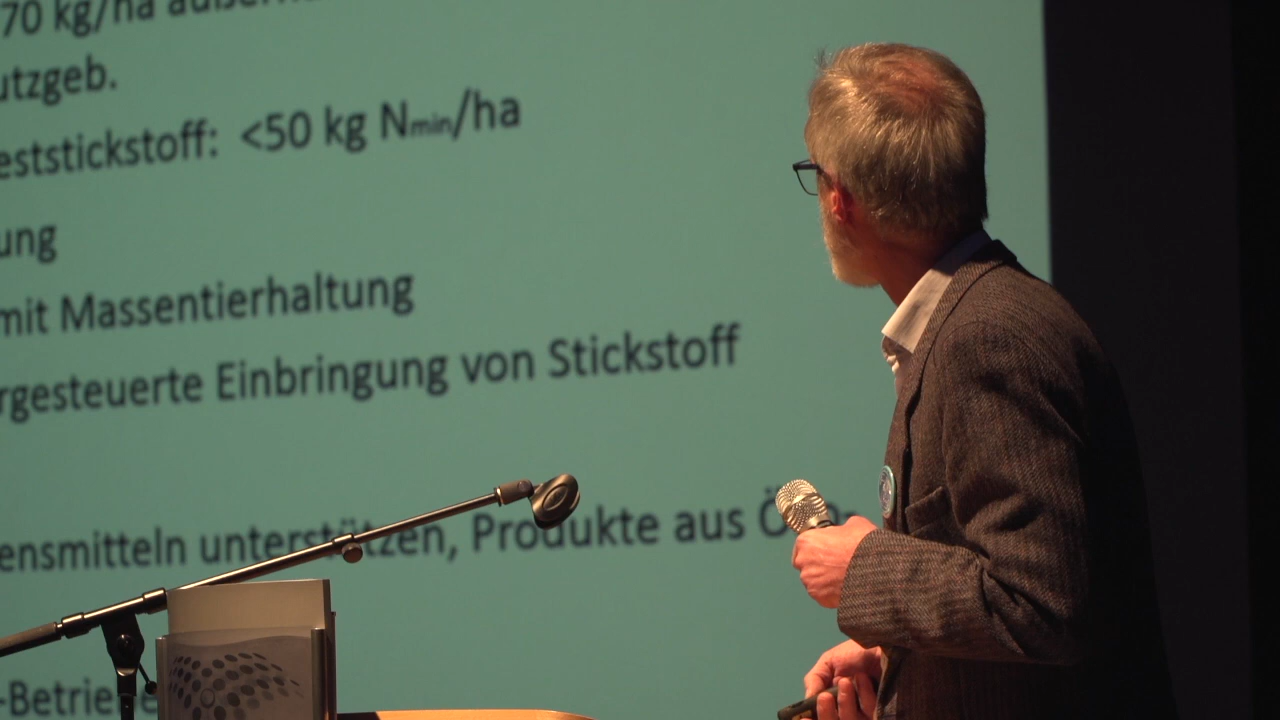 70 kg/ha außerh
utzgeb.
eststickstoff: <50 kg Nmin/ha
ung
mit Massentierhaltung
rgesteuerte Einbringung von Stickstoff
ensmitteln unterstützen, Produkte aus ÖKO-
-Betriebe